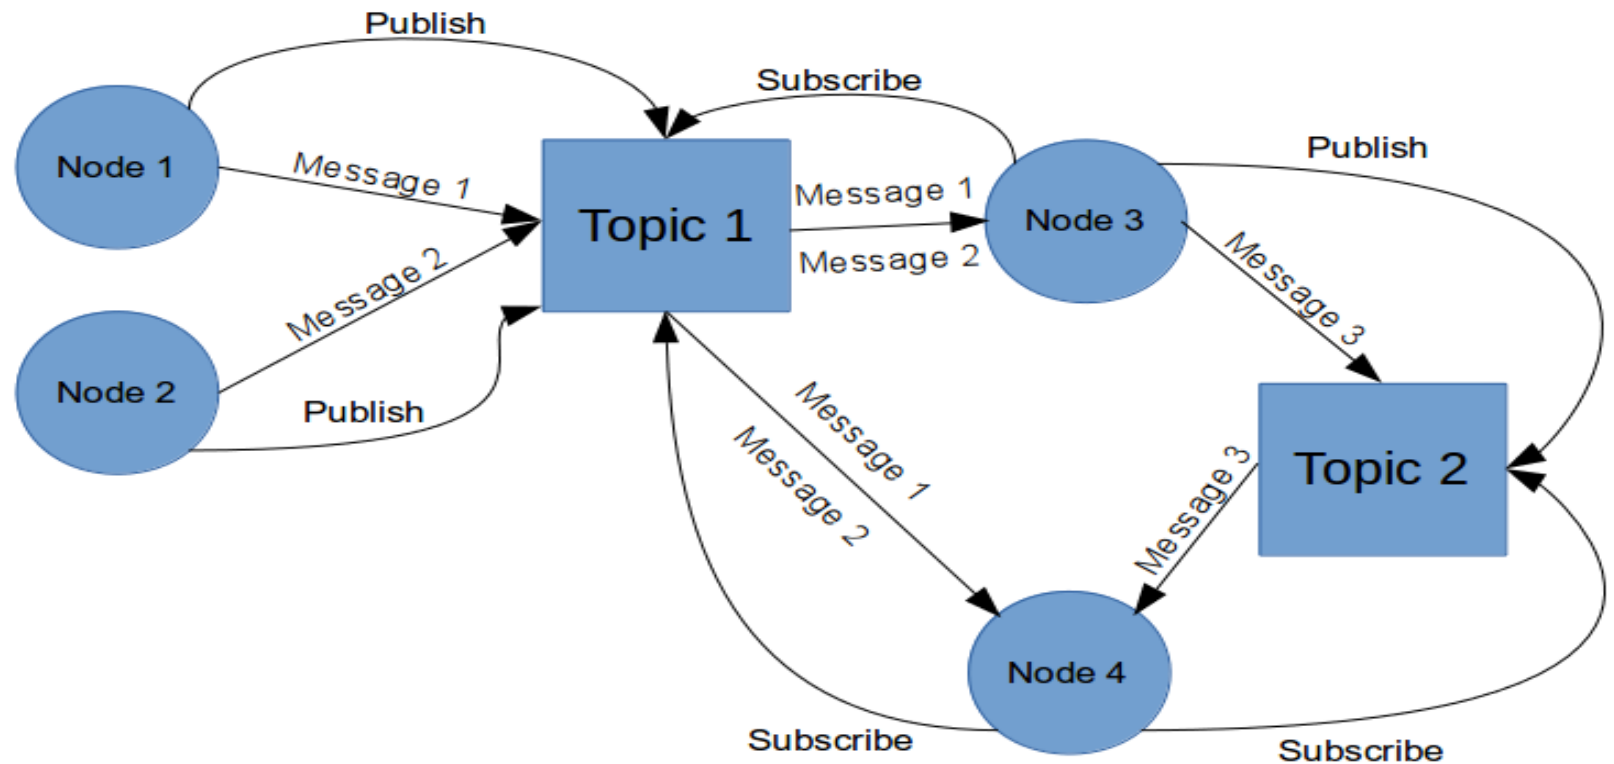 Publish
Subscribe
Node 1
Message 1
Topic 1
Message 1
Message 2
Node 3
Publish
Message 2
Node 2
Publish
Message 3
Message 1
Message 2
Topic 2
Message 3
Node 4
Subscribe
Subscribe